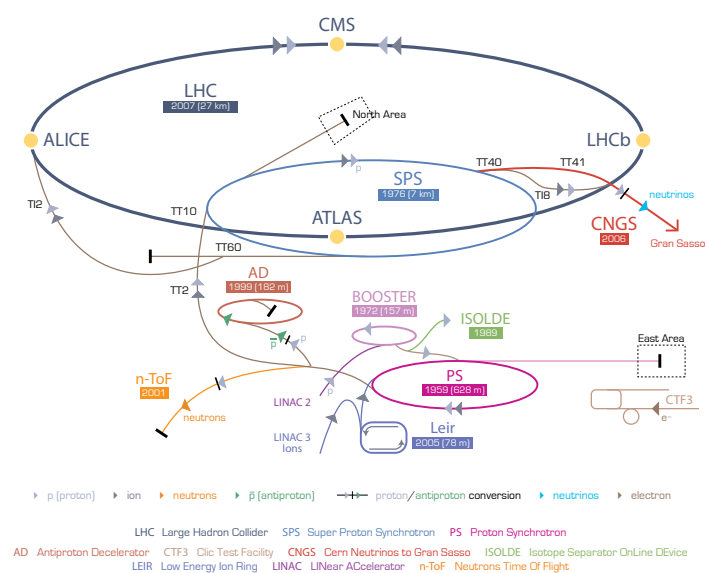 CMS
LHC
2007 (27 km)
North Area
ALICE
LHCb
TT40
TT41
p
SPS
1976 (7 km)
TI8
neutrinos
TI2
TT10
ATLAS
CNGS
2006
Gran Sasso
TT60
AD
1999 (182 m)
TT2
BOOSTER
1972 (157 m)
ISOLDE
1989
p̅
p
East Area
n-ToF
2001
PS
1959 (628 m)
p
LINAC 2
neutrons
CTF3
e⁻
LINAC 3
Ions
Leir
2005 (78 m)
p (proton) ion neutrons p̅ (antiproton) proton/antiproton conversion neutrinos electron
LHC Large Hadron Collider SPS Super Proton Synchrotron PS Proton Synchrotron
AD Antiproton Decelerator CTF3 Clic Test Facility CNGS Cern Neutrinos to Gran Sasso ISOLDE Isotope Separator OnLine DEvice
LEIR Low Energy Ion Ring LINAC LINear ACcelerator n-ToF Neutrons Time Of Flight